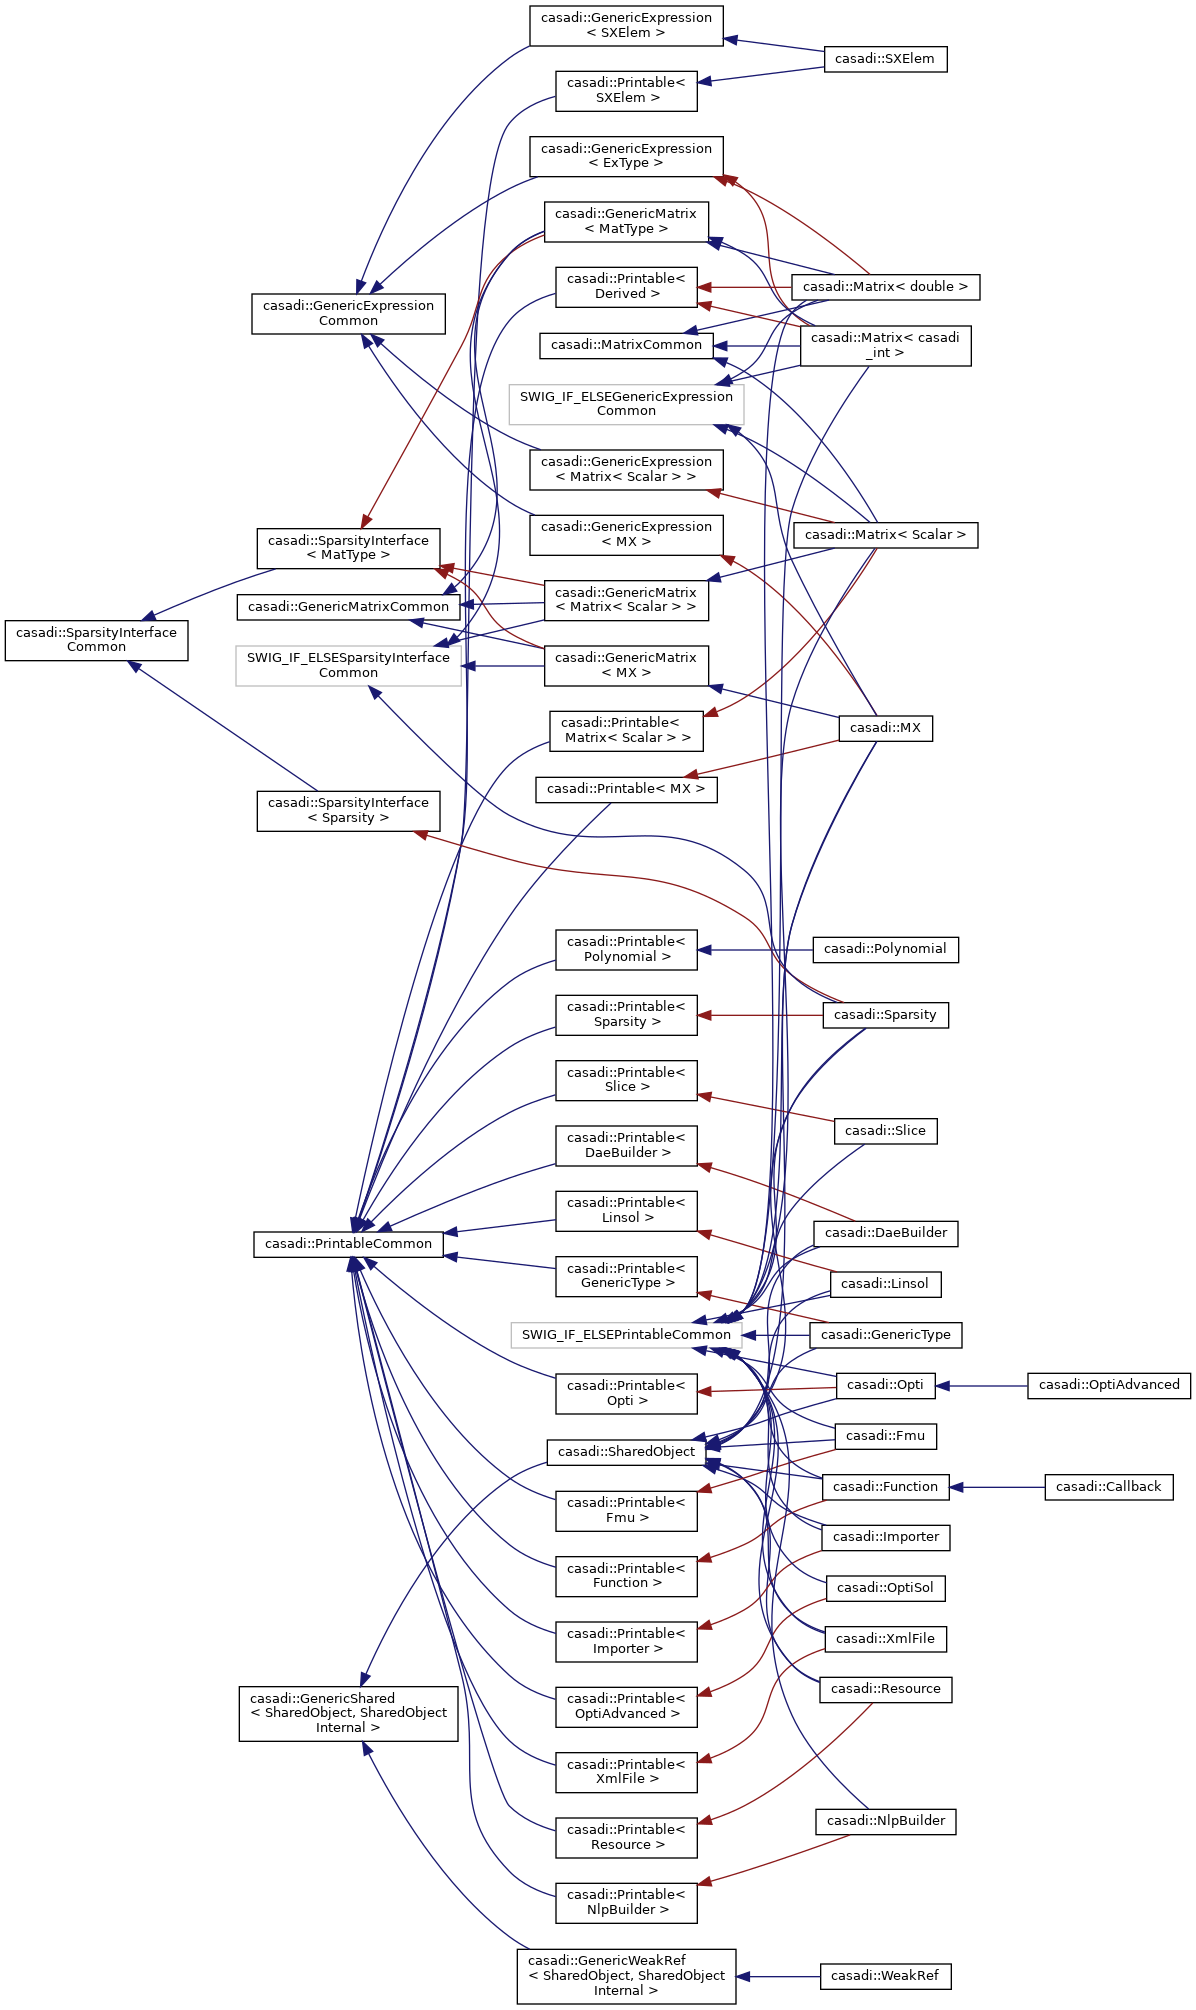 casadi::GenericExpression
< SXElem >
casadi::SXElem
casadi::Printable<
SXElem >
casadi::GenericExpression
< ExType >
casadi::GenericMatrix
< MatType >
casadi::Printable<
Derived >
casadi::Matrix< double >
casadi::GenericExpression
Common
casadi::MatrixCommon
casadi::Matrix< casadi
_int >
SWIG_IF_ELSEGenericExpression
Common
casadi::GenericExpression
< Matrix< Scalar > >
casadi::GenericExpression
< MX >
casadi::Matrix< Scalar >
casadi::SparsityInterface
< MatType >
casadi::GenericMatrix
< Matrix< Scalar > >
casadi::GenericMatrixCommon
casadi::SparsityInterface
Common
SWIG_IF_ELSESparsityInterface
Common
casadi::GenericMatrix
< MX >
casadi::Printable<
Matrix< Scalar > >
casadi::MX
casadi::Printable< MX >
casadi::SparsityInterface
< Sparsity >
casadi::Printable<
Polynomial >
casadi::Polynomial
casadi::Printable<
Sparsity >
casadi::Sparsity
casadi::Printable<
Slice >
casadi::Slice
casadi::Printable<
DaeBuilder >
casadi::Printable<
Linsol >
casadi::DaeBuilder
casadi::PrintableCommon
casadi::Printable<
GenericType >
casadi::Linsol
SWIG_IF_ELSEPrintableCommon
casadi::GenericType
casadi::Printable<
Opti >
casadi::Opti
casadi::OptiAdvanced
casadi::SharedObject
casadi::Fmu
casadi::Printable<
Fmu >
casadi::Function
casadi::Callback
casadi::Importer
casadi::Printable<
Function >
casadi::OptiSol
casadi::Printable<
Importer >
casadi::XmlFile
casadi::GenericShared
< SharedObject, SharedObject
Internal >
casadi::Printable<
OptiAdvanced >
casadi::Resource
casadi::Printable<
XmlFile >
casadi::Printable<
Resource >
casadi::NlpBuilder
casadi::Printable<
NlpBuilder >
casadi::GenericWeakRef
< SharedObject, SharedObject
Internal >
casadi::WeakRef